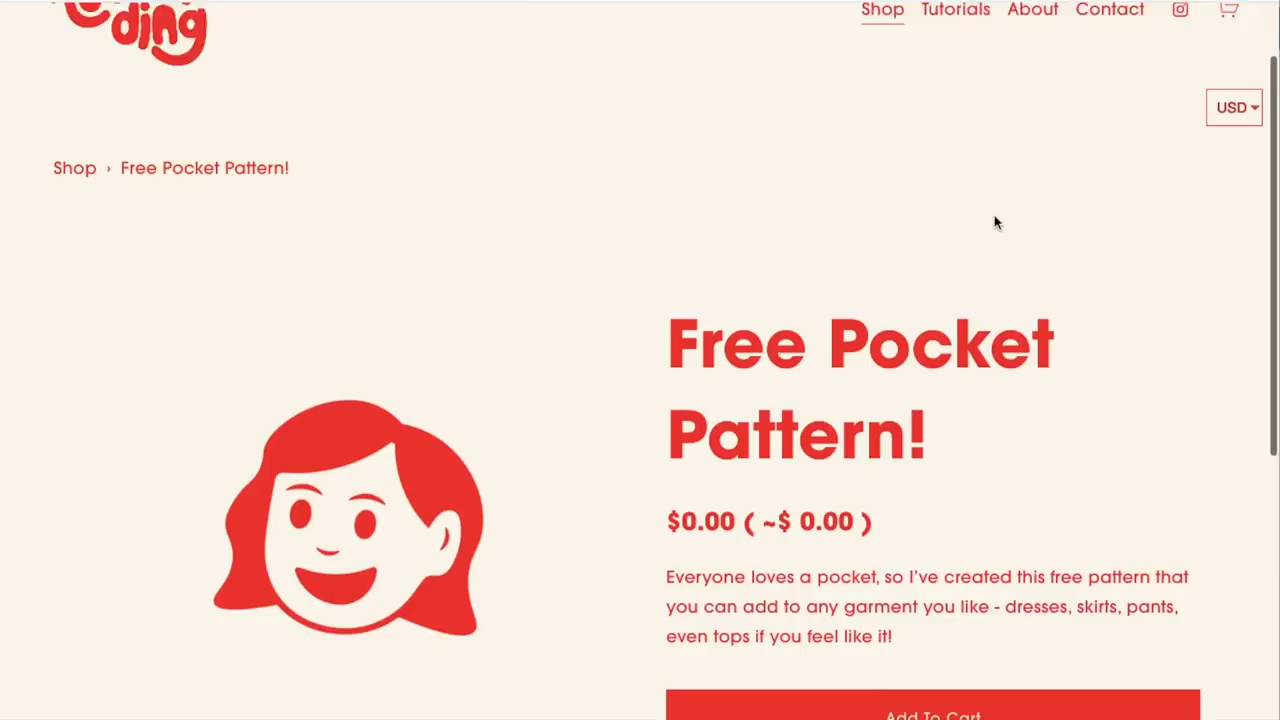 ding
Shop Tutorials About Contact
USD
Shop › Free Pocket Pattern!
Free Pocket
Pattern!
$0.00 ( ~$ 0.00 )
Everyone loves a pocket, so I've created this free pattern that
you can add to any garment you like - dresses, skirts, pants,
even tops if you feel like it!
Add To Cart